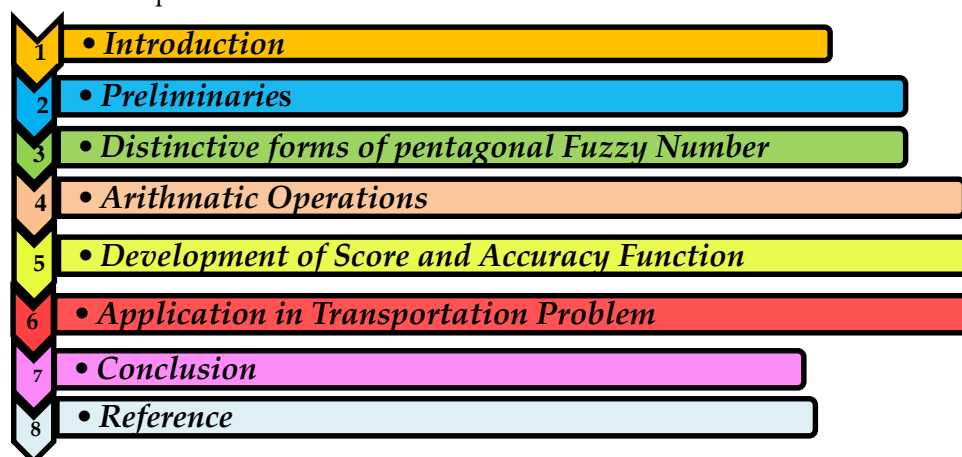 1 • Introduction
2 • Preliminaries
3 • Distinctive forms of pentagonal Fuzzy Number
4 • Arithmatic Operations
5 • Development of Score and Accuracy Function
6 • Application in Transportation Problem
7 • Conclusion
8 • Reference